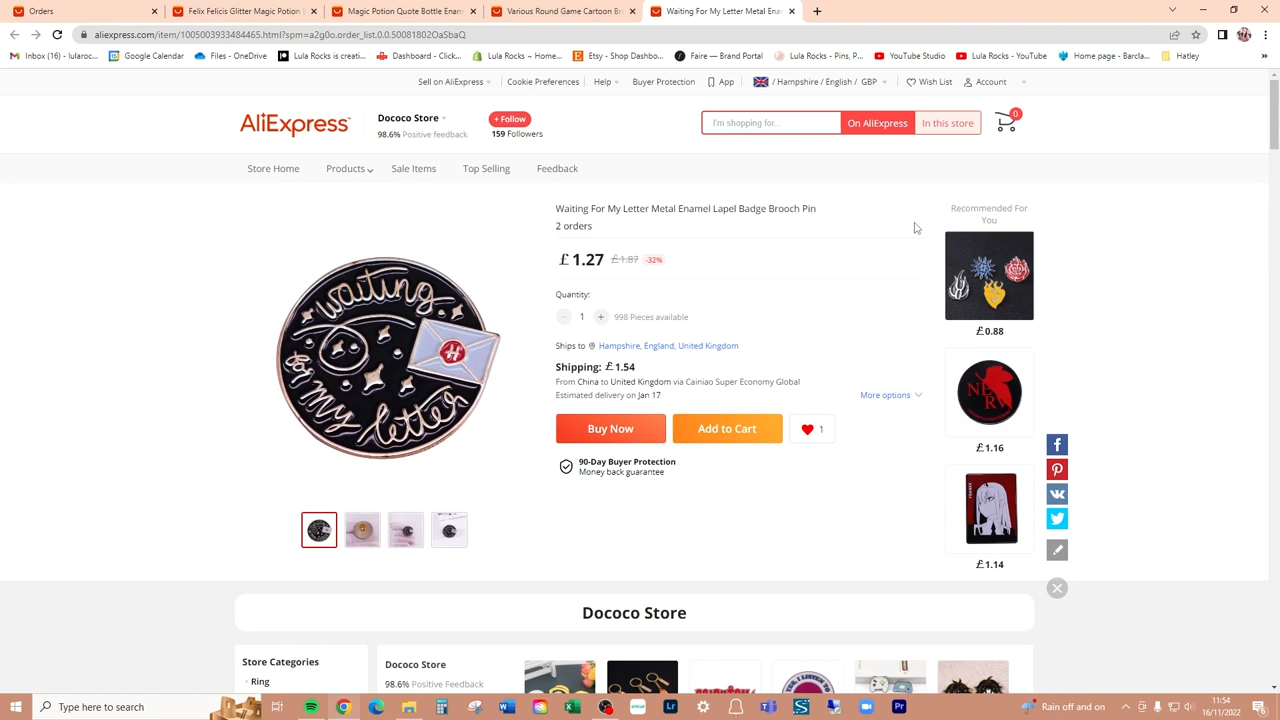 Orders
Felix Felicis Glitter Magic Potion
Magic Potion Quote Bottle Enam
Various Round Game Cartoon Br
Waiting For My Letter Metal Ena
aliexpress.com/item/1005003933484465.html?spm=a2g0o.order_list.0.0.50081802OaSbaQ
Inbox (156) - lularoc...
Google Calendar
Files - OneDrive
Lula Rocks is creati...
Dashboard - Clickfl...
Lula Rocks ~ Home...
Etsy - Shop Dashbo...
Faire — Brand Portal
Lula Rocks - Pins, P...
YouTube Studio
Lula Rocks - YouTube
Home page - Barcla...
Hatley
Sell on AliExpress
Cookie Preferences
Help
Buyer Protection
App
/ Hampshire / English / GBP
Wish List
Account
AliExpress
Dococo Store
98.6% Positive feedback
+ Follow
159 Followers
I'm shopping for...
On AliExpress
In this store
0
Store Home
Products
Sale Items
Top Selling
Feedback
Waiting For My Letter Metal Enamel Lapel Badge Brooch Pin
2 orders
£1.27 £1.87 -32%
Quantity:
1
998 Pieces available
Ships to Hampshire, England, United Kingdom
Shipping: £1.54
From China to United Kingdom via Cainiao Super Economy Global
Estimated delivery on Jan 17
More options
Buy Now
Add to Cart
1
90-Day Buyer Protection
Money back guarantee
waiting
for my letter
H
Recommended For
You
£0.88
NE
R
£1.16
£1.14
Dococo Store
Store Categories
Ring
Dococo Store
98.6% Positive Feedback
Type here to search
Rain off and on
11:54
16/11/2022